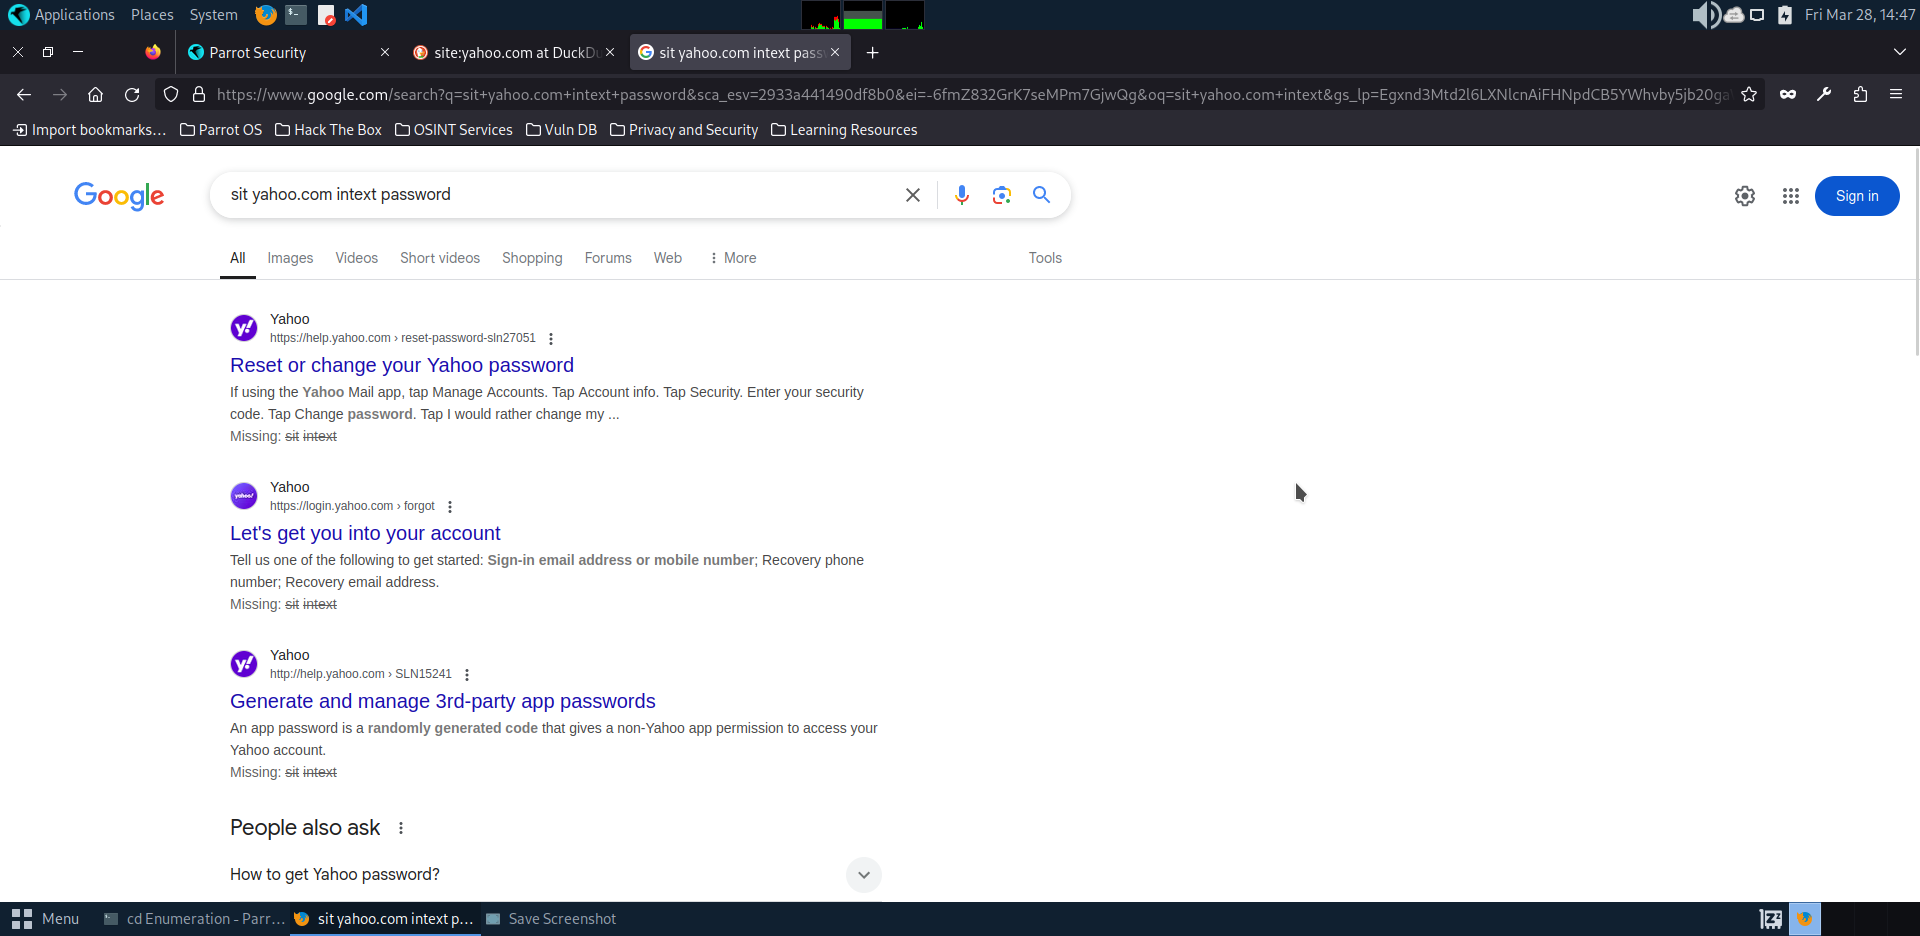 Applications Places System Fri Mar 28, 14:47
Parrot Security site:yahoo.com at DuckDu sit yahoo.com intext pass
https://www.google.com/search?q=sit+yahoo.com+intext+password&sca_esv=2933a441490df8b0&ei=-6fmZ832GrK7seMPm7GjwQg&oq=sit+yahoo.com+intext&gs_lp=Egxnd3Mtd2l6LXNlcnAiFHNpdCB5YWhvby5jb20ga
Import bookmarks... Parrot OS Hack The Box OSINT Services Vuln DB Privacy and Security Learning Resources
Google sit yahoo.com intext password Sign in
All Images Videos Short videos Shopping Forums Web More Tools
Yahoo
https://help.yahoo.com › reset-password-sln27051
Reset or change your Yahoo password
If using the Yahoo Mail app, tap Manage Accounts. Tap Account info. Tap Security. Enter your security
code. Tap Change password. Tap I would rather change my ...
Missing: sit intext
Yahoo
https://login.yahoo.com › forgot
Let's get you into your account
Tell us one of the following to get started: Sign-in email address or mobile number; Recovery phone
number; Recovery email address.
Missing: sit intext
Yahoo
http://help.yahoo.com › SLN15241
Generate and manage 3rd-party app passwords
An app password is a randomly generated code that gives a non-Yahoo app permission to access your
Yahoo account.
Missing: sit intext
People also ask
How to get Yahoo password?
Menu cd Enumeration - Parr... sit yahoo.com intext p... Save Screenshot